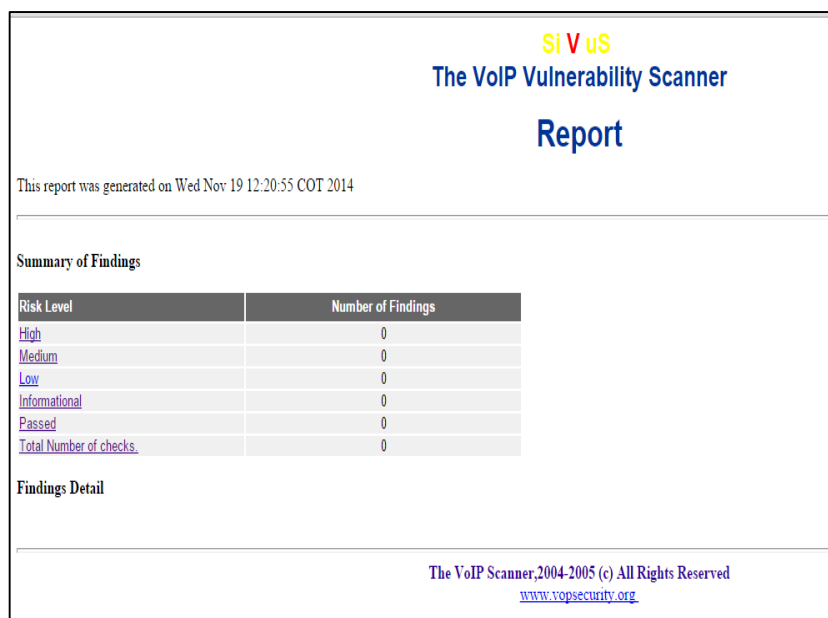 Si V uS
The VoIP Vulnerability Scanner
Report
This report was generated on Wed Nov 19 12:20:55 COT 2014
Summary of Findings
Risk Level Number of Findings
High 0
Medium 0
Low 0
Informational 0
Passed 0
Total Number of checks. 0
Findings Detail
The VoIP Scanner,2004-2005 (c) All Rights Reserved
www.vopsecurity.org